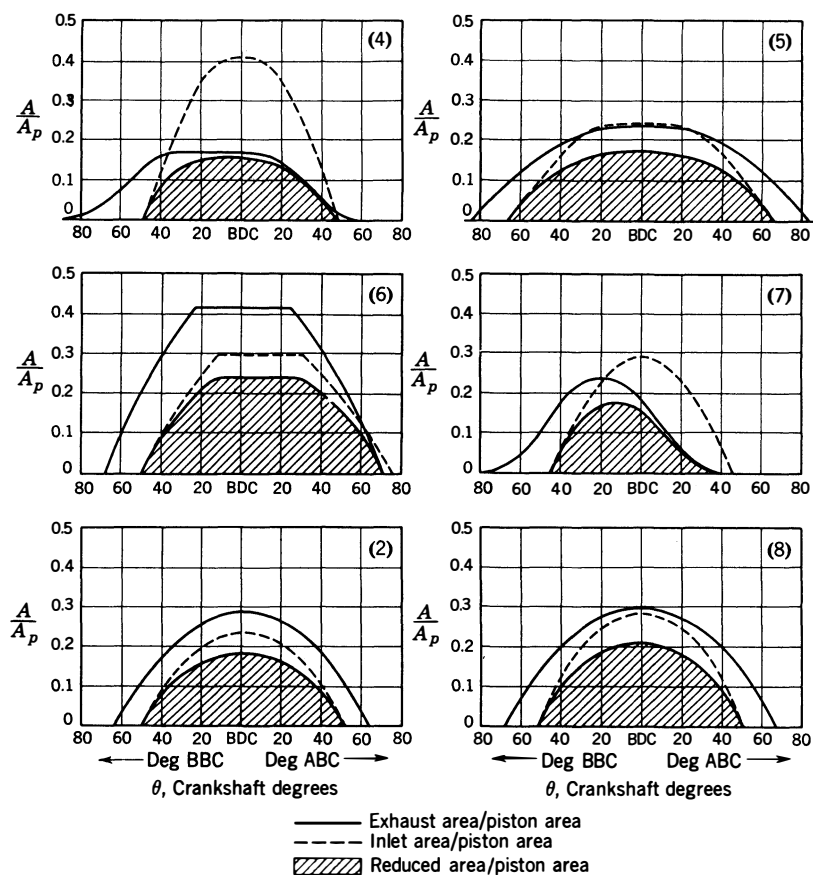 (4)
0.5
0.4
A/A_p
0.3
0.2
0.1
0
80 60 40 20 BDC 20 40 60 80
(5)
0.5
0.4
A/A_p
0.3
0.2
0.1
0
80 60 40 20 BDC 20 40 60 80
(6)
0.5
0.4
A/A_p
0.3
0.2
0.1
0
80 60 40 20 BDC 20 40 60 80
(7)
0.5
0.4
A/A_p
0.3
0.2
0.1
0
80 60 40 20 BDC 20 40 60 80
(2)
0.5
0.4
A/A_p
0.3
0.2
0.1
0
80 60 40 20 BDC 20 40 60 80
← Deg BBC Deg ABC →
θ, Crankshaft degrees
(8)
0.5
0.4
A/A_p
0.3
0.2
0.1
0
80 60 40 20 BDC 20 40 60 80
← Deg BBC Deg ABC →
θ, Crankshaft degrees
Exhaust area/piston area
Inlet area/piston area
Reduced area/piston area